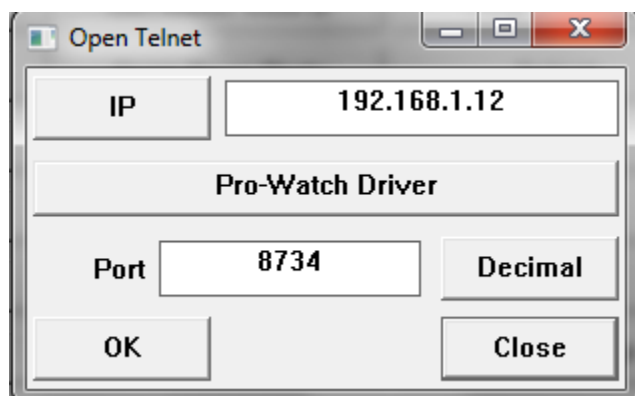 Open Telnet
IP 192.168.1.12
Pro-Watch Driver
Port 8734 Decimal
OK Close